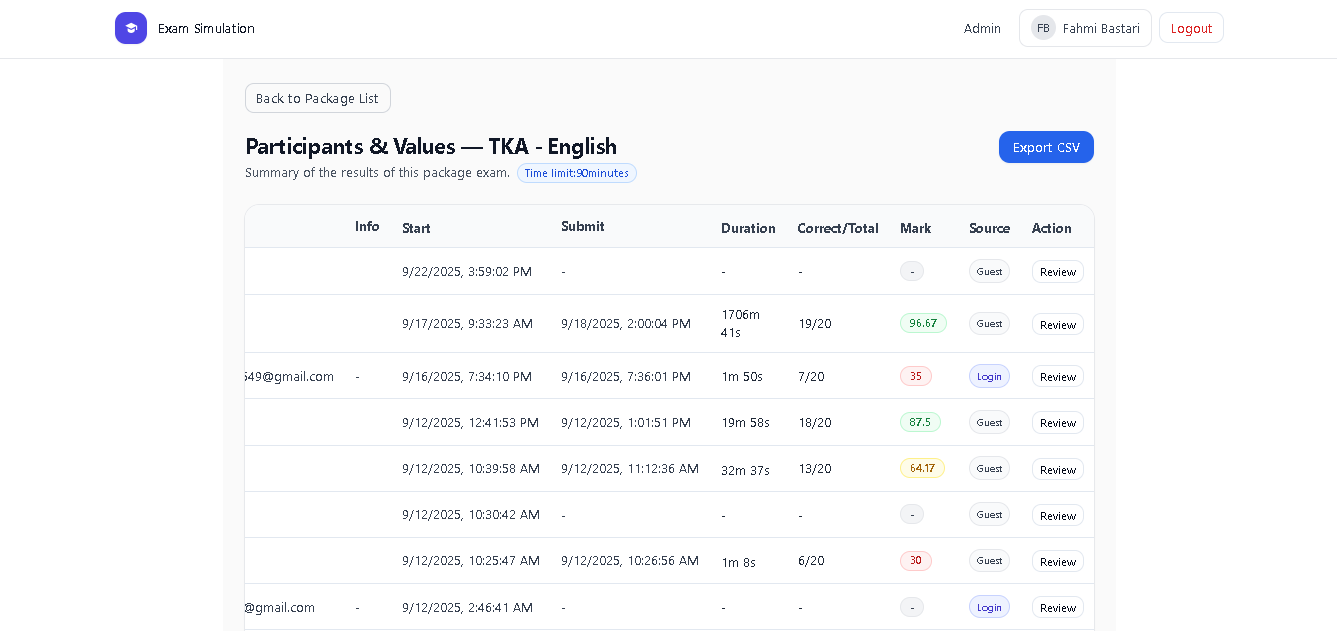 Exam Simulation
Admin
FB Fahmi Bastari
Logout
Back to Package List
Participants & Values — TKA - English
Export CSV
Summary of the results of this package exam. Time limit:90minutes
Info Start Submit Duration Correct/Total Mark Source Action
9/22/2025, 3:59:02 PM - - - - Guest Review
9/17/2025, 9:33:23 AM 9/18/2025, 2:00:04 PM 1706m 41s 19/20 96.67 Guest Review
549@gmail.com - 9/16/2025, 7:34:10 PM 9/16/2025, 7:36:01 PM 1m 50s 7/20 35 Login Review
9/12/2025, 12:41:53 PM 9/12/2025, 1:01:51 PM 19m 58s 18/20 87.5 Guest Review
9/12/2025, 10:39:58 AM 9/12/2025, 11:12:36 AM 32m 37s 13/20 64.17 Guest Review
9/12/2025, 10:30:42 AM - - - - Guest Review
9/12/2025, 10:25:47 AM 9/12/2025, 10:26:56 AM 1m 8s 6/20 30 Guest Review
@gmail.com - 9/12/2025, 2:46:41 AM - - - - Login Review